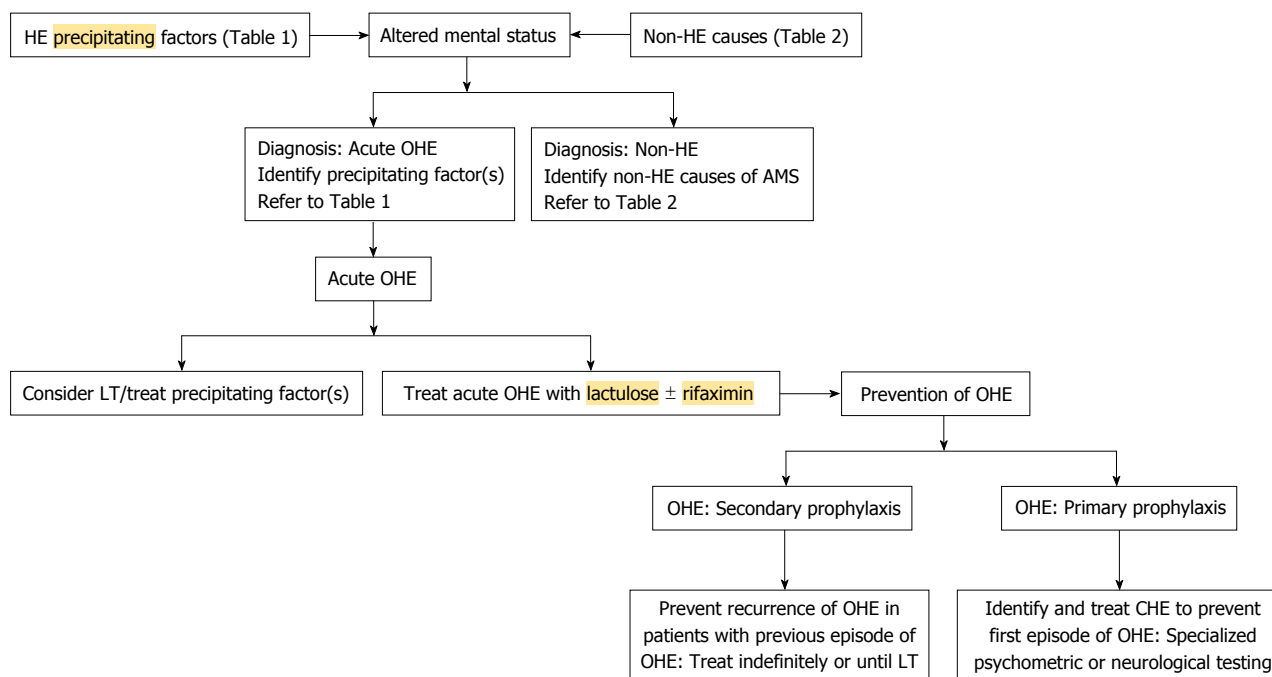 HE precipitating factors (Table 1)
Altered mental status
Non-HE causes (Table 2)
Diagnosis: Acute OHE
Identify precipitating factor(s)
Refer to Table 1
Diagnosis: Non-HE
Identify non-HE causes of AMS
Refer to Table 2
Acute OHE
Consider LT/treat precipitating factor(s)
Treat acute OHE with lactulose ± rifaximin
Prevention of OHE
OHE: Secondary prophylaxis
OHE: Primary prophylaxis
Prevent recurrence of OHE in
patients with previous episode of
OHE: Treat indefinitely or until LT
Identify and treat CHE to prevent
first episode of OHE: Specialized
psychometric or neurological testing